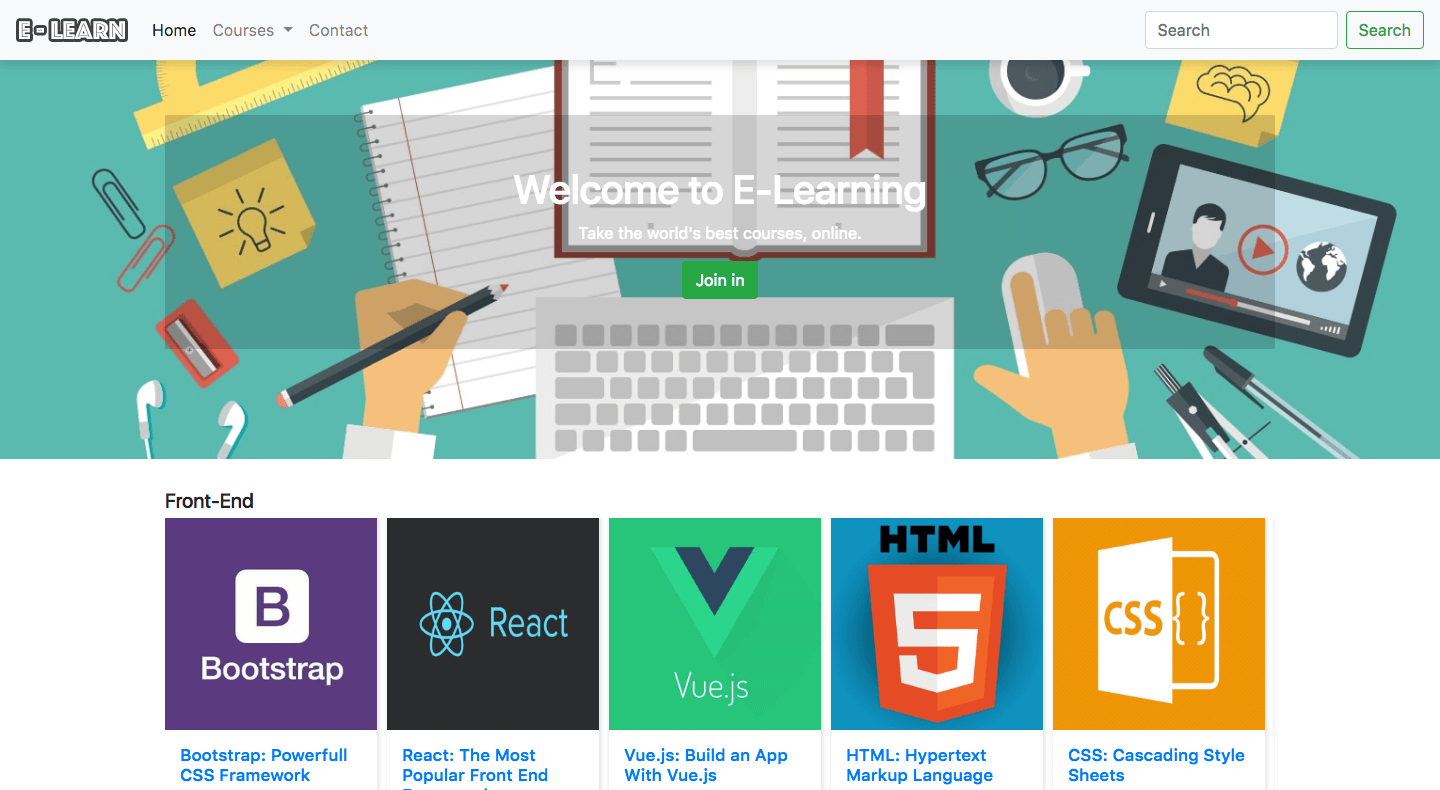 E-LEARN Home Courses Contact Search Search
Welcome to E-Learning
Take the world's best courses, online.
Join in
Front-End
B
Bootstrap
React
Vue.js
HTML
5
CSS {}
Bootstrap: Powerfull
CSS Framework
React: The Most
Popular Front End
Vue.js: Build an App
With Vue.js
HTML: Hypertext
Markup Language
CSS: Cascading Style
Sheets